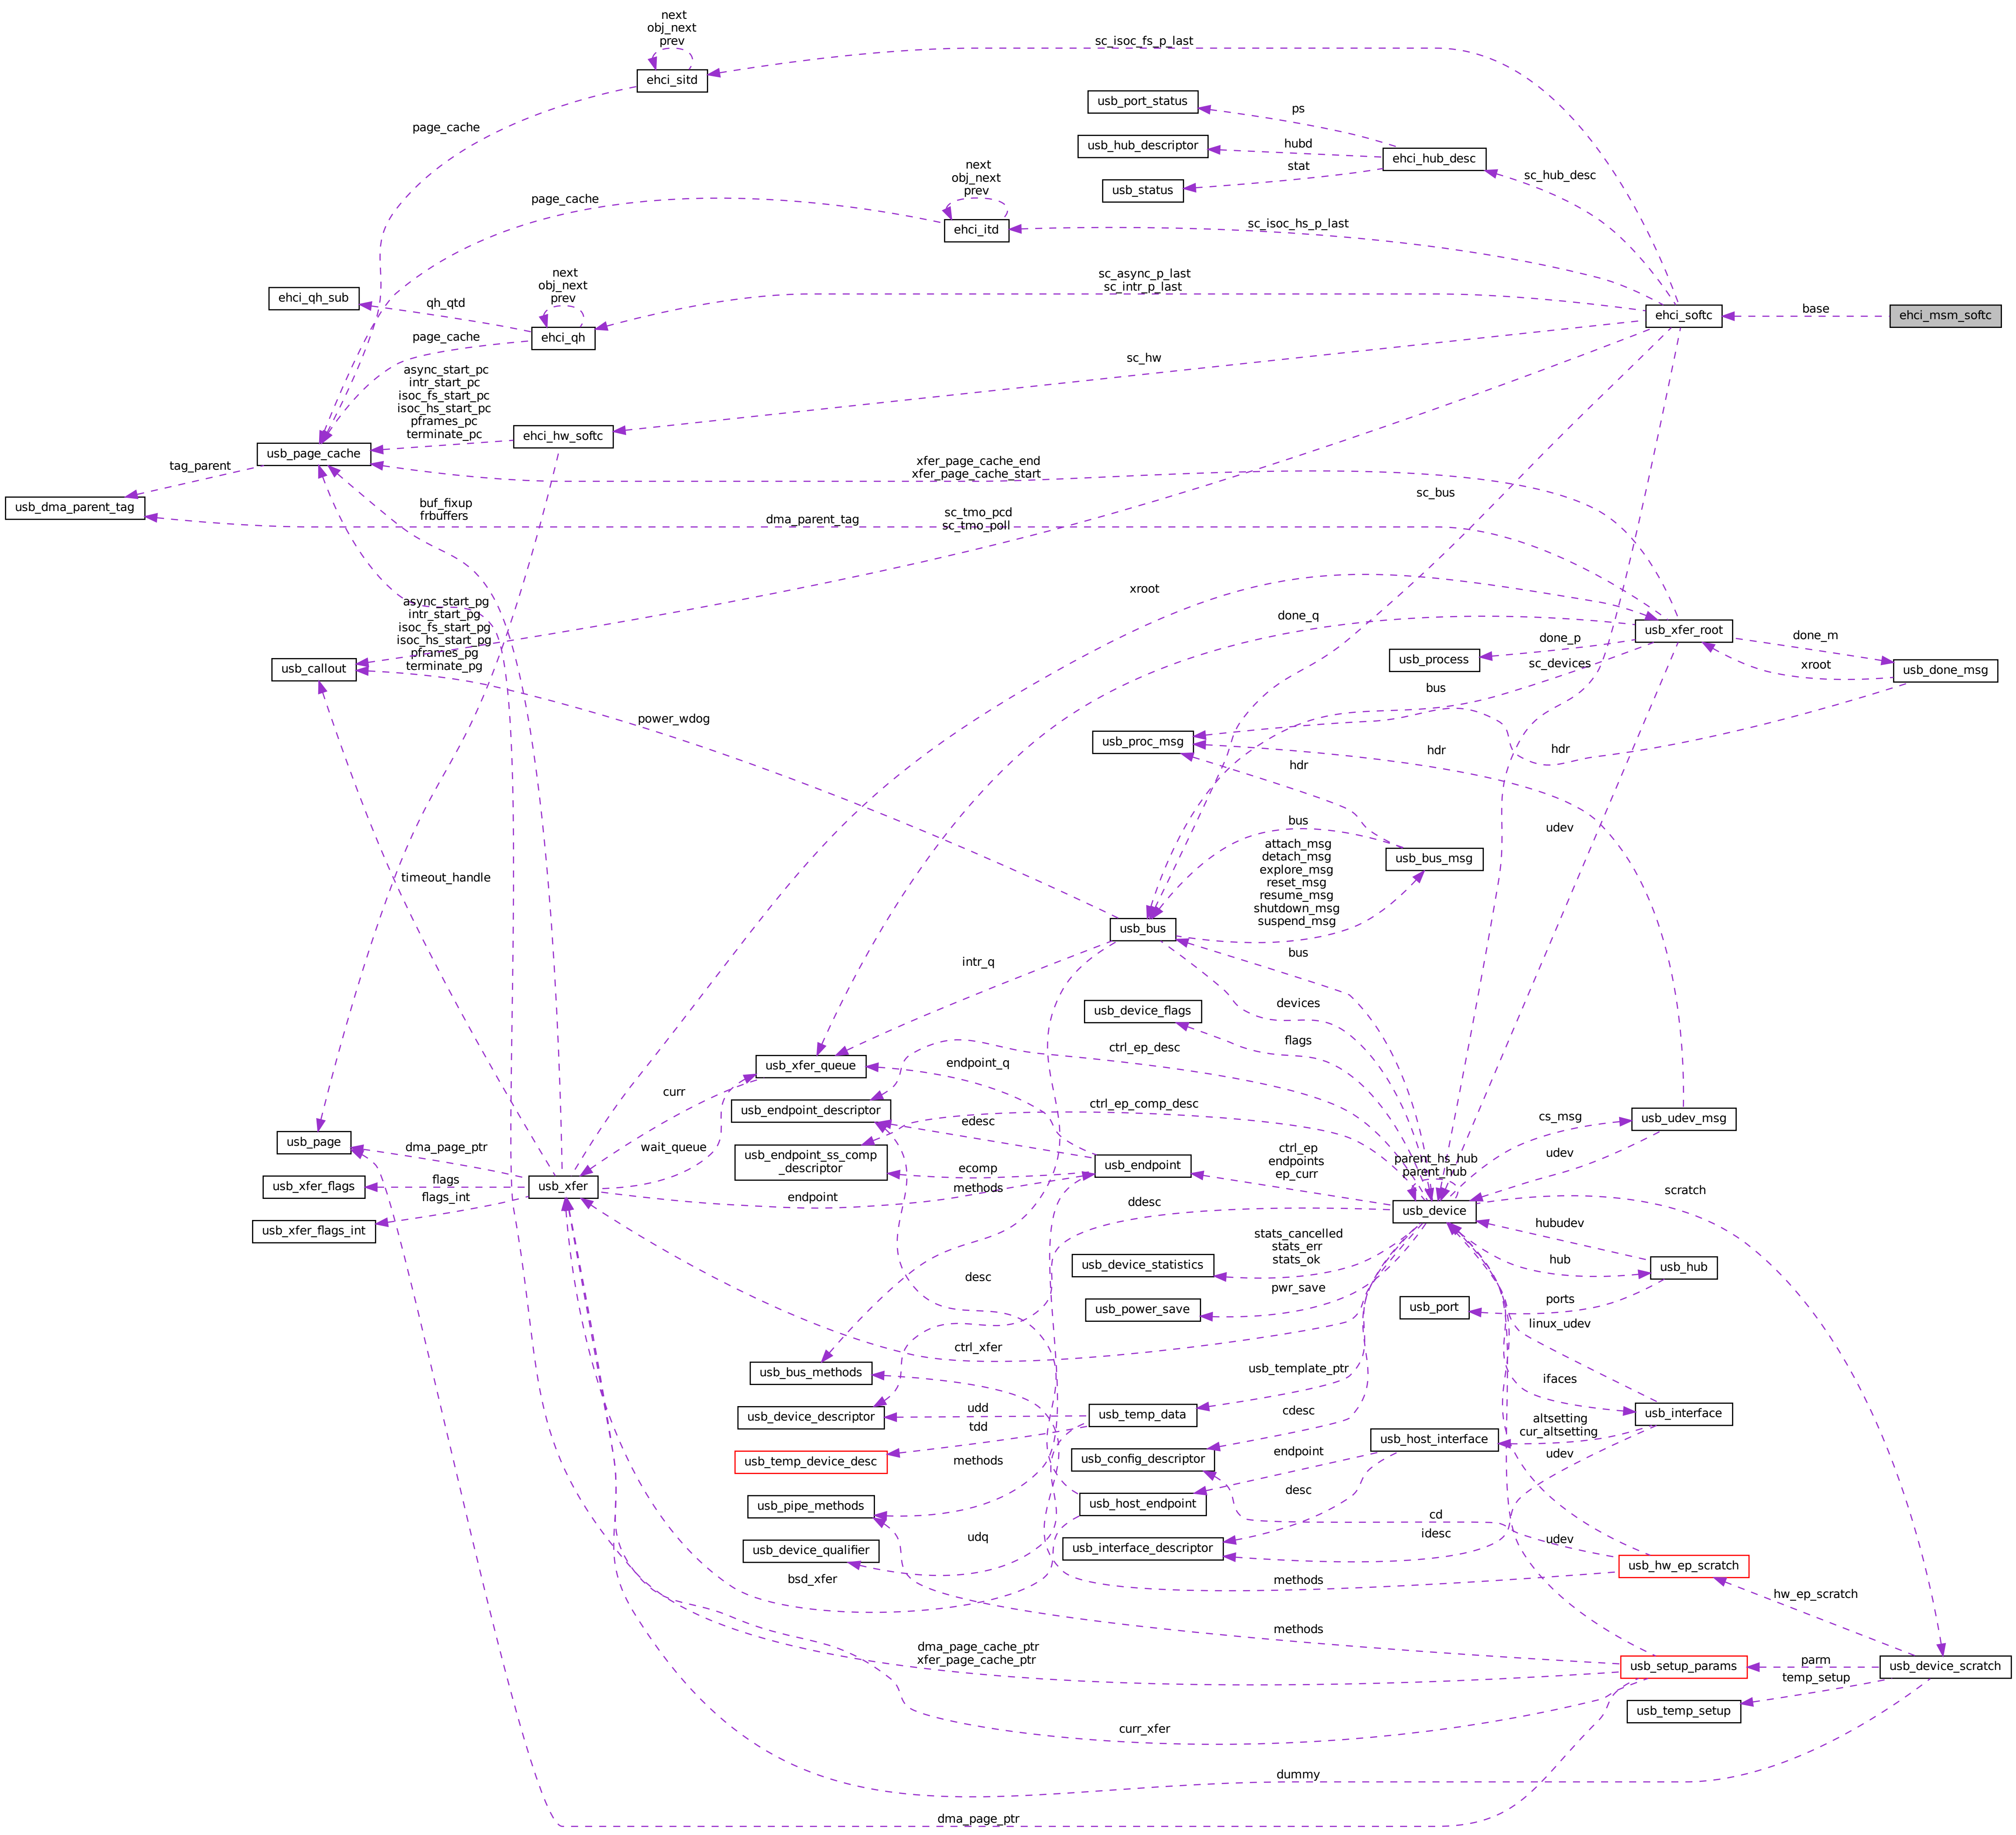 next
obj_next
prev
sc_isoc_fs_p_last
ehci_sitd
usb_port_status
ps
page_cache
usb_hub_descriptor
hubd
ehci_hub_desc
stat
sc_hub_desc
usb_status
next
obj_next
prev
page_cache
sc_isoc_hs_p_last
ehci_itd
next
obj_next
prev
sc_async_p_last
sc_intr_p_last
ehci_qh_sub
qh_qtd
ehci_softc
base
ehci_msm_softc
page_cache
ehci_qh
sc_hw
async_start_pc
intr_start_pc
isoc_fs_start_pc
isoc_hs_start_pc
pframes_pc
terminate_pc
ehci_hw_softc
usb_page_cache
tag_parent
xfer_page_cache_end
xfer_page_cache_start
sc_bus
usb_dma_parent_tag
buf_fixup
frbuffers
dma_parent_tag
sc_tmo_pcd
sc_tmo_poll
xroot
async_start_pg
intr_start_pg
isoc_fs_start_pg
isoc_hs_start_pg
pframes_pg
terminate_pg
done_q
usb_xfer_root
done_p
done_m
usb_callout
usb_process
sc_devices
xroot
usb_done_msg
bus
power_wdog
usb_proc_msg
hdr
hdr
hdr
bus
udev
attach_msg
detach_msg
explore_msg
reset_msg
resume_msg
shutdown_msg
suspend_msg
usb_bus_msg
timeout_handle
usb_bus
bus
intr_q
devices
usb_device_flags
flags
ctrl_ep_desc
endpoint_q
usb_xfer_queue
curr
usb_endpoint_descriptor
ctrl_ep_comp_desc
cs_msg
usb_udev_msg
edesc
usb_page
dma_page_ptr
wait_queue
usb_endpoint_ss_comp
_descriptor
ecomp
usb_endpoint
ctrl_ep
endpoints
ep_curr
parent_hs_hub
parent_hub
udev
usb_xfer_flags
flags
usb_xfer
methods
scratch
flags_int
endpoint
ddesc
usb_device
usb_xfer_flags_int
hubudev
stats_cancelled
stats_err
stats_ok
usb_device_statistics
hub
usb_hub
desc
pwr_save
usb_power_save
usb_port
ports
linux_udev
ctrl_xfer
usb_bus_methods
usb_template_ptr
ifaces
usb_device_descriptor
udd
usb_temp_data
cdesc
usb_interface
tdd
altsetting
cur_altsetting
usb_host_interface
usb_temp_device_desc
methods
usb_config_descriptor
endpoint
udev
desc
usb_pipe_methods
usb_host_endpoint
cd
udq
idesc
udev
usb_device_qualifier
usb_interface_descriptor
usb_hw_ep_scratch
bsd_xfer
methods
hw_ep_scratch
methods
dma_page_cache_ptr
xfer_page_cache_ptr
usb_setup_params
parm
usb_device_scratch
temp_setup
usb_temp_setup
curr_xfer
dummy
dma_page_ptr